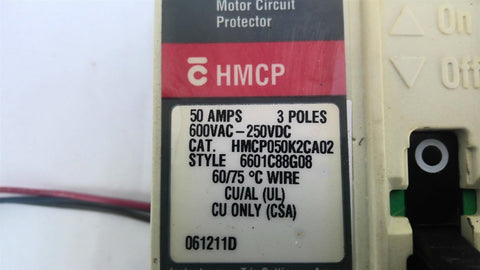 Motor Circuit
Protector
HMCP
On
Off
50 AMPS 3 POLES
600VAC-250VDC
CAT. HMCP050K2CA02
STYLE 6601C88G08
60/75 °C WIRE
CU/AL (UL)
CU ONLY (CSA)
061211D